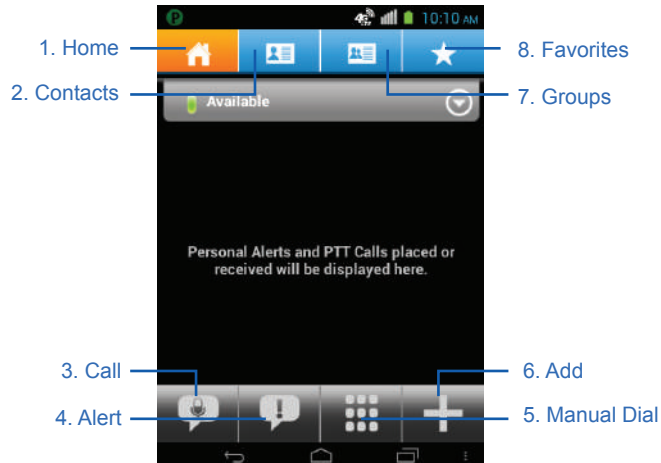 P
4G
10:10 AM
1. Home
8. Favorites
2. Contacts
7. Groups
Available
Personal Alerts and PTT Calls placed or
received will be displayed here.
3. Call
6. Add
4. Alert
5. Manual Dial